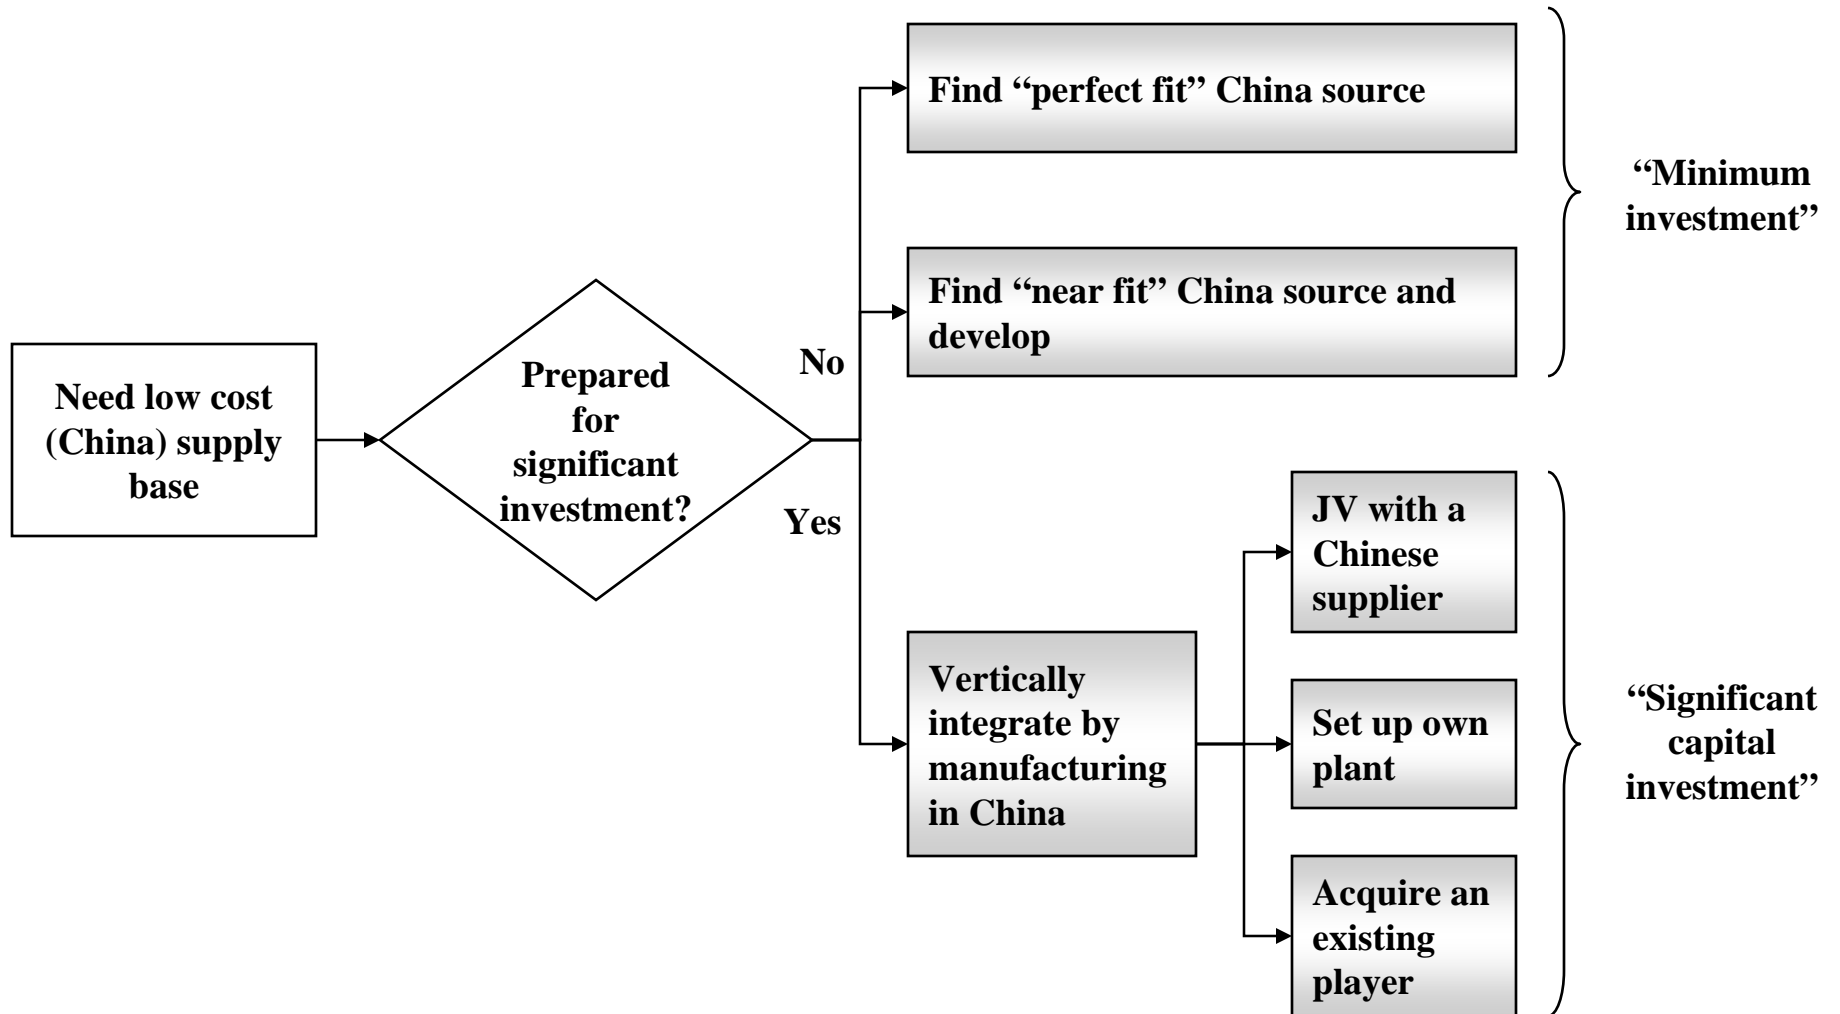 Need low cost
(China) supply
base
Prepared
for
significant
investment?
No
Yes
Find “perfect fit” China source
Find “near fit” China source and
develop
“Minimum
investment”
Vertically
integrate by
manufacturing
in China
JV with a
Chinese
supplier
Set up own
plant
Acquire an
existing
player
“Significant
capital
investment”